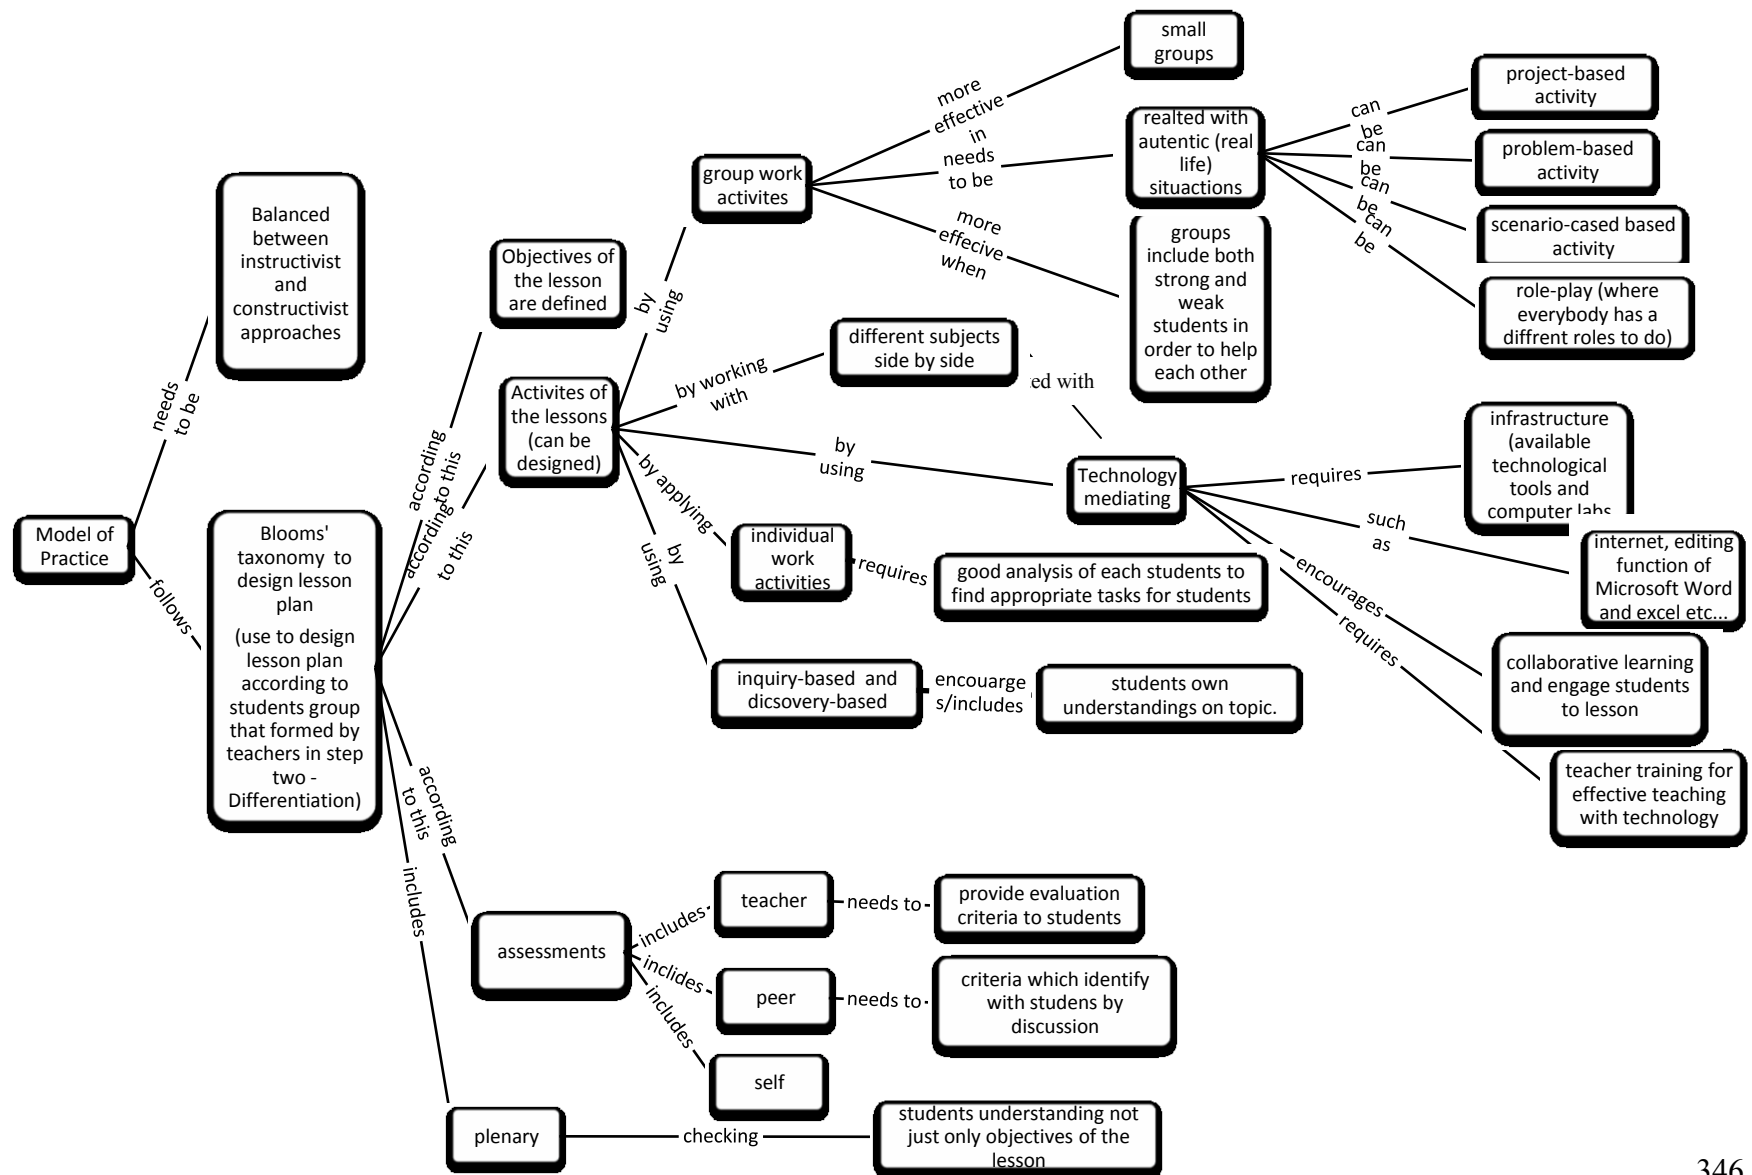 small
groups
project-based
activity
more
effective
in
can
be
realted with
autentic (real
life)
situactions
needs
to be
group work
activites
can
be
problem-based
activity
can
be
scenario-cased based
activity
can
be
role-play (where
everybody has a
diffrent roles to do)
more
effective
when
groups
include both
strong and
weak
students in
order to help
each other
Balanced
between
instructivist
and
constructivist
approaches
needs
to be
Objectives of
the lesson
are defined
according
to this
by
using
different subjects
side by side
by working
with
ted with
Activites of
the lessons
(can be
designed)
according
to this
by
using
Technology
mediating
requires
infrastructure
(available
technological
tools and
computer labs
such
as
internet, editing
function of
Microsoft Word
and excel etc...
encourages
collaborative learning
and engage students
to lesson
requires
teacher training for
effective teaching
with technology
by applying
individual
work
activities
requires
good analysis of each students to
find appropriate tasks for students
by
using
inquiry-based and
dicsovery-based
encouarge
s/includes
students own
understandings on topic.
Model of
Practice
follows
Blooms'
taxonomy to
design lesson
plan
(use to design
lesson plan
according to
students group
that formed by
teachers in step
two -
Differentiation)
according
to this
includes
assessments
includes
teacher
needs to
provide evaluation
criteria to students
inclides
peer
needs to
criteria which identify
with studens by
discussion
includes
self
plenary
checking
students understanding not
just only objectives of the
lesson
346